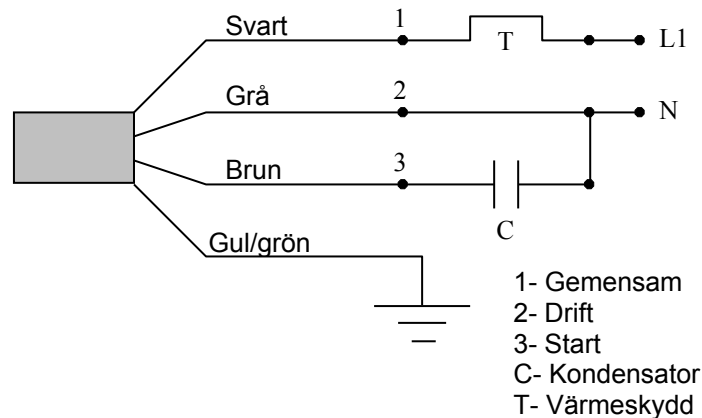 Svart
1
T
L1
Grå
2
N
Brun
3
C
Gul/grön
1- Gemensam
2- Drift
3- Start
C- Kondensator
T- Värmeskydd